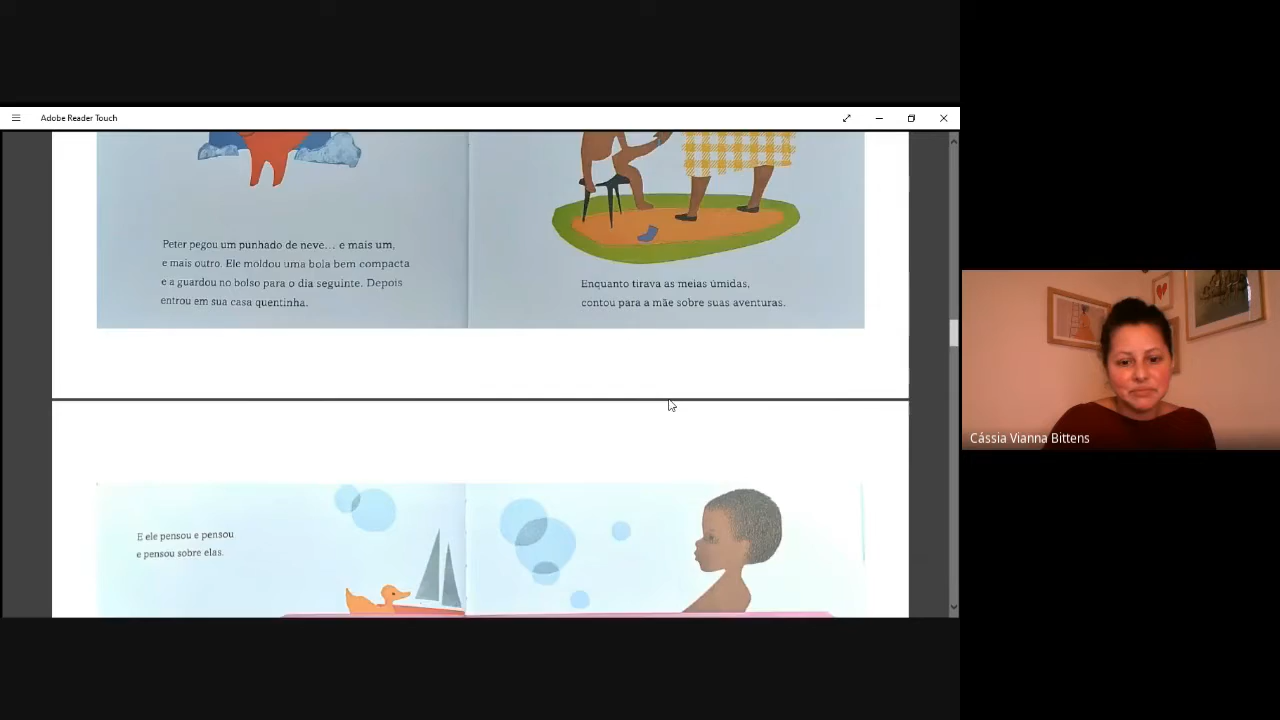 Adobe Reader Touch
Peter pegou um punhado de neve... e mais um,
e mais outro. Ele moldou uma bola bem compacta
e a guardou no bolso para o dia seguinte. Depois
entrou em sua casa quentinha.
Enquanto tirava as meias úmidas,
contou para a mãe sobre suas aventuras.
E ele pensou e pensou
e pensou sobre elas.
Cássia Vianna Bittens